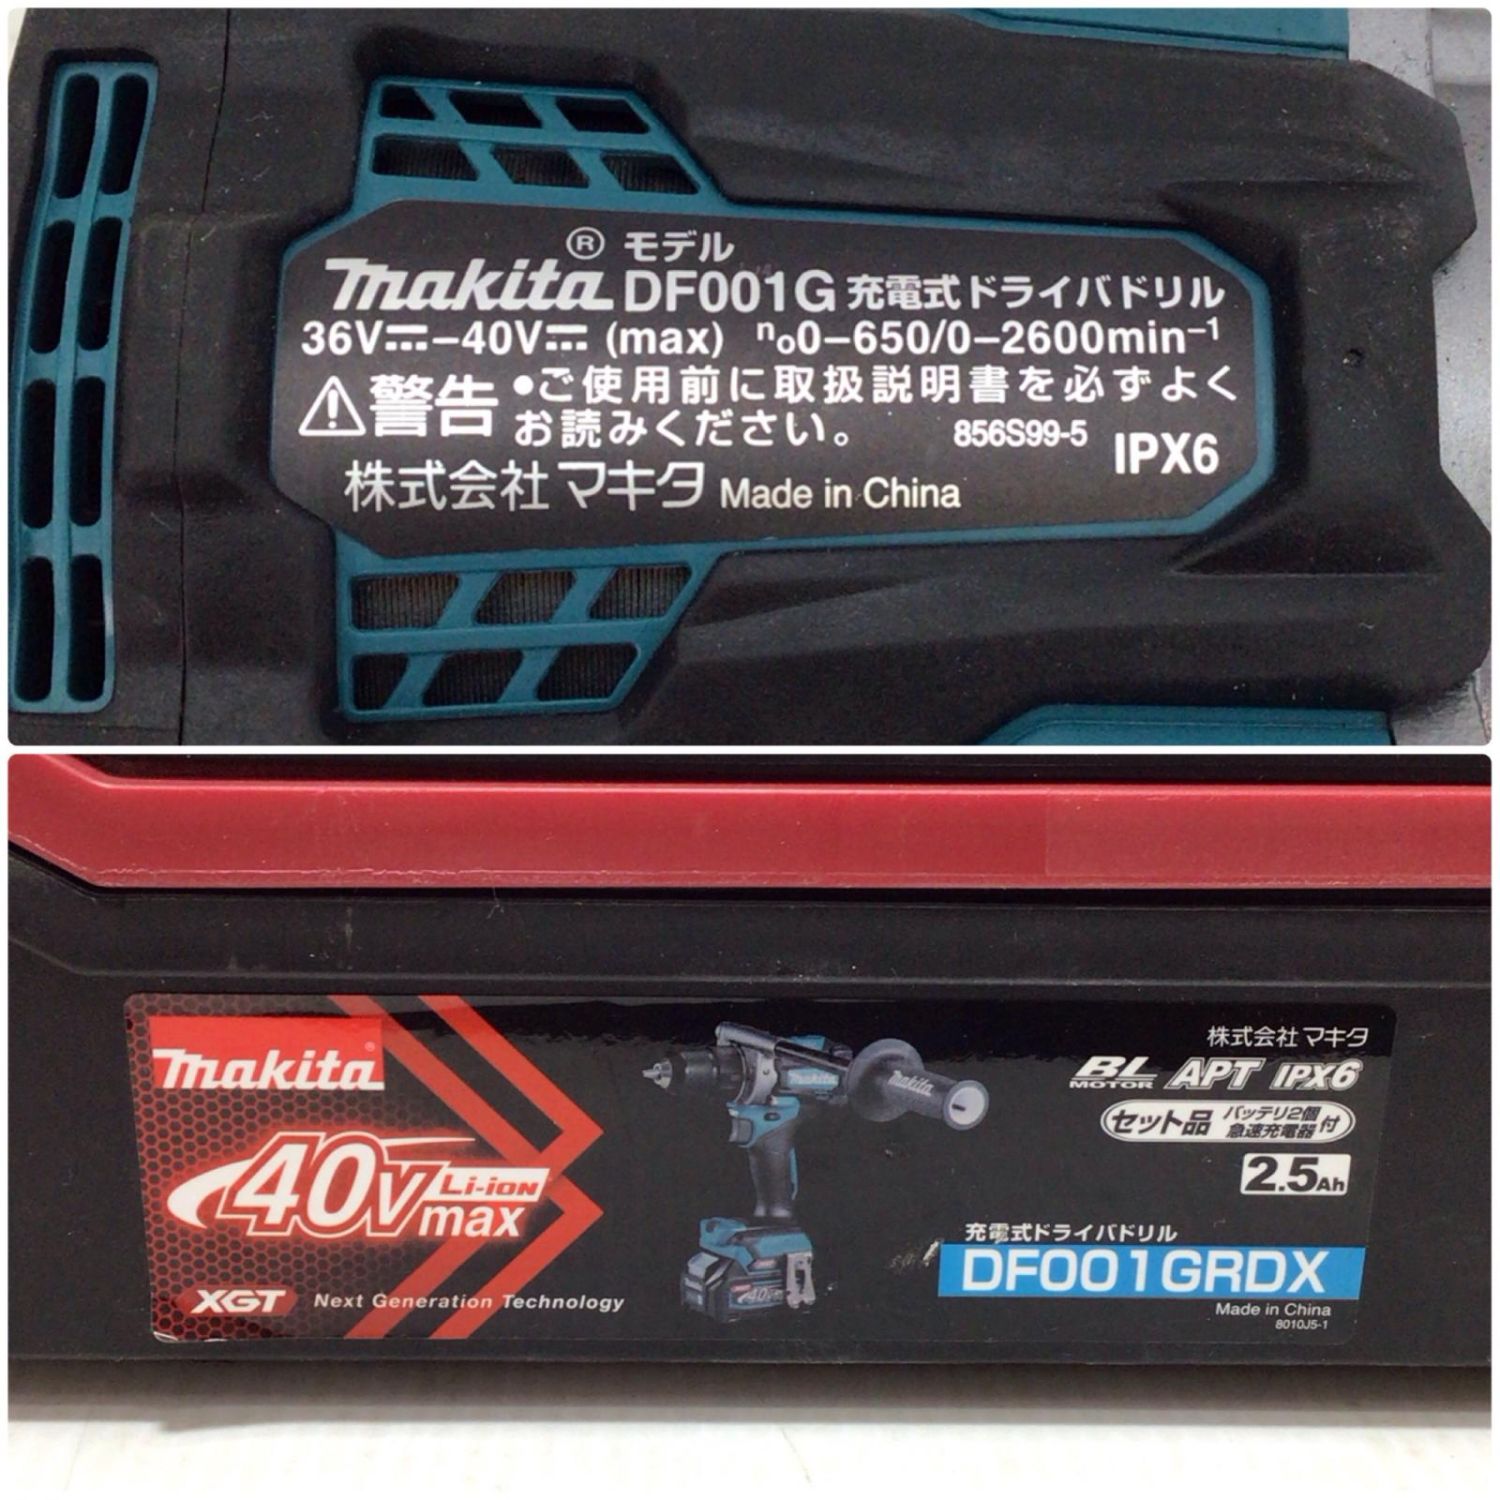 ® モデル
makita DF001G 充電式ドライバドリル
36V⎓–40V⎓ (max) n₀0–650/0–2600min⁻¹
⚠警告 ●ご使用前に取扱説明書を必ずよく
お読みください。 856S99-5 IPX6
株式会社マキタ Made in China
makita®
40Vmax Li-ion
XGT Next Generation Technology
makita
makita
40Vmax
株式会社マキタ
BL MOTOR APT IPX6
セット品 バッテリ2個 急速充電器 付
2.5Ah
充電式ドライバドリル
DF001GRDX
Made in China
8010J5-1